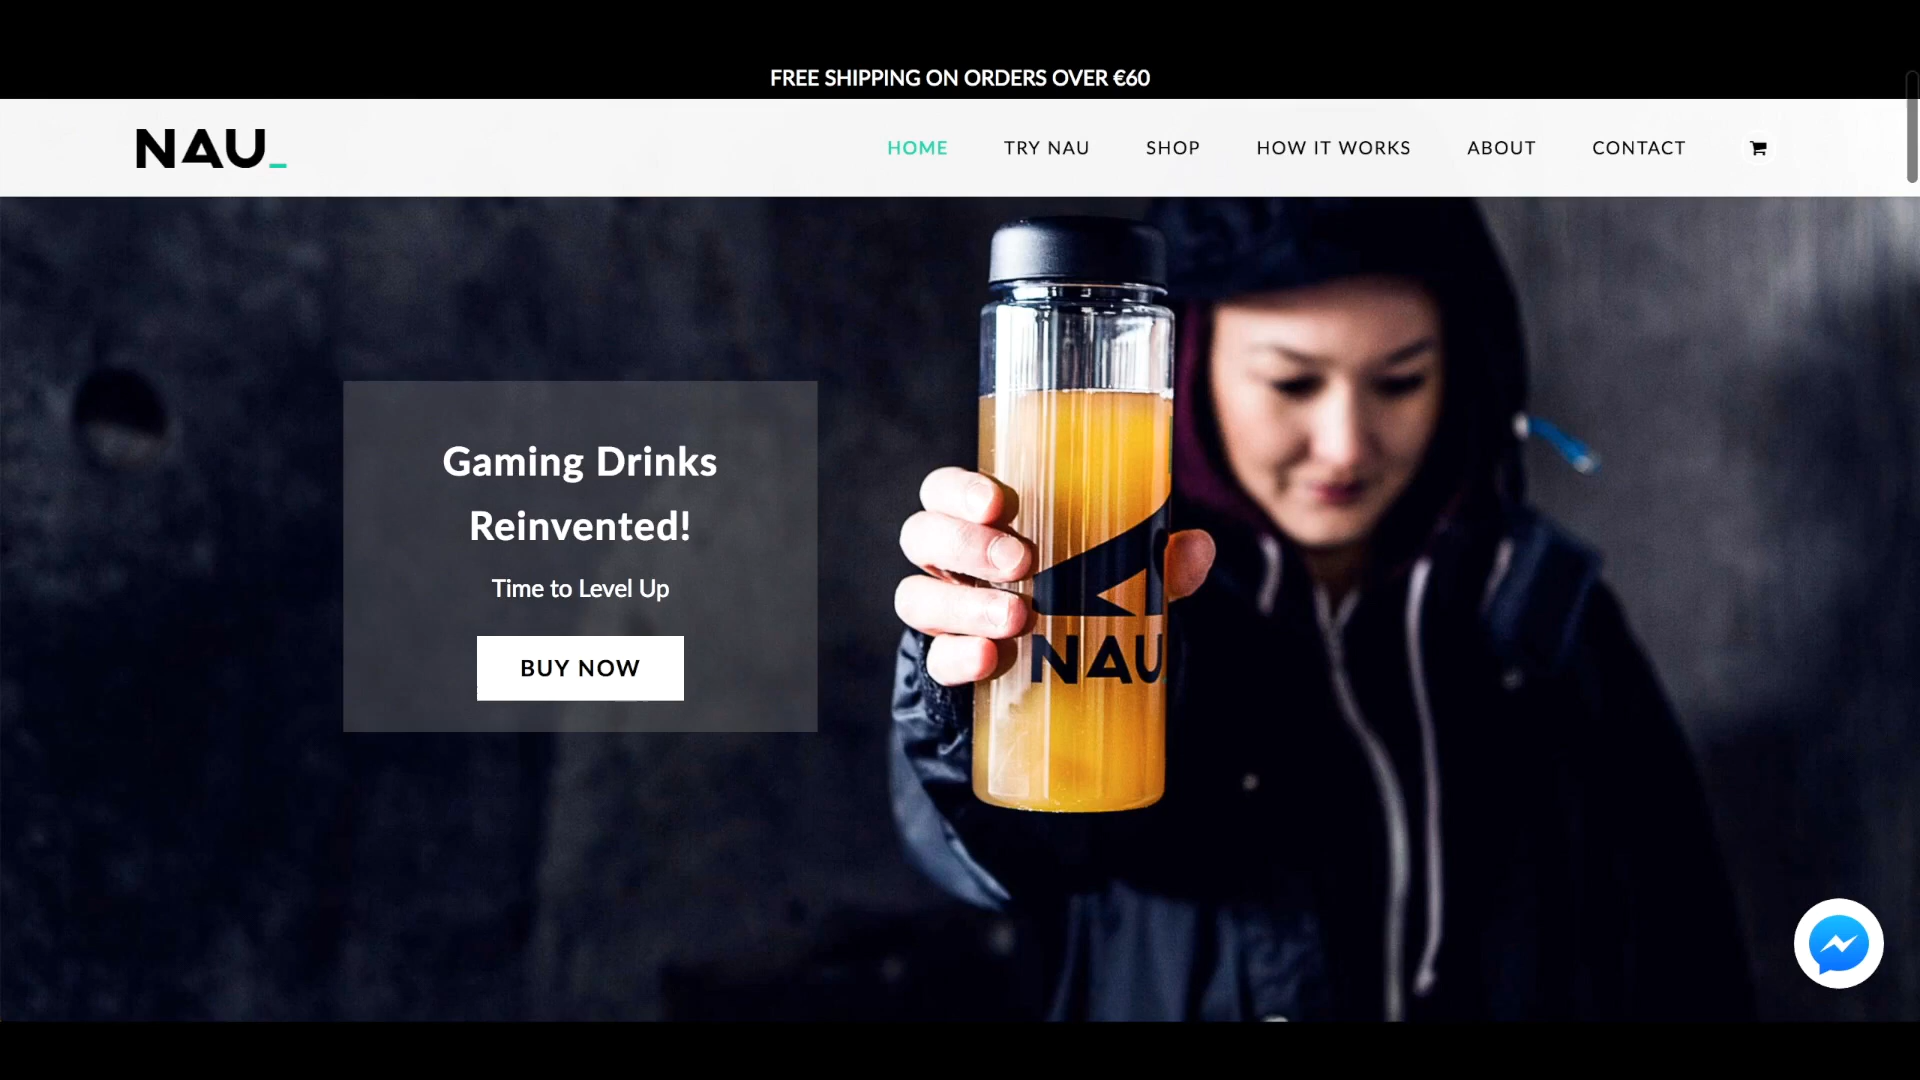 FREE SHIPPING ON ORDERS OVER €60
NAU_
HOME TRY NAU SHOP HOW IT WORKS ABOUT CONTACT
Gaming Drinks
Reinvented!
Time to Level Up
BUY NOW
NAU